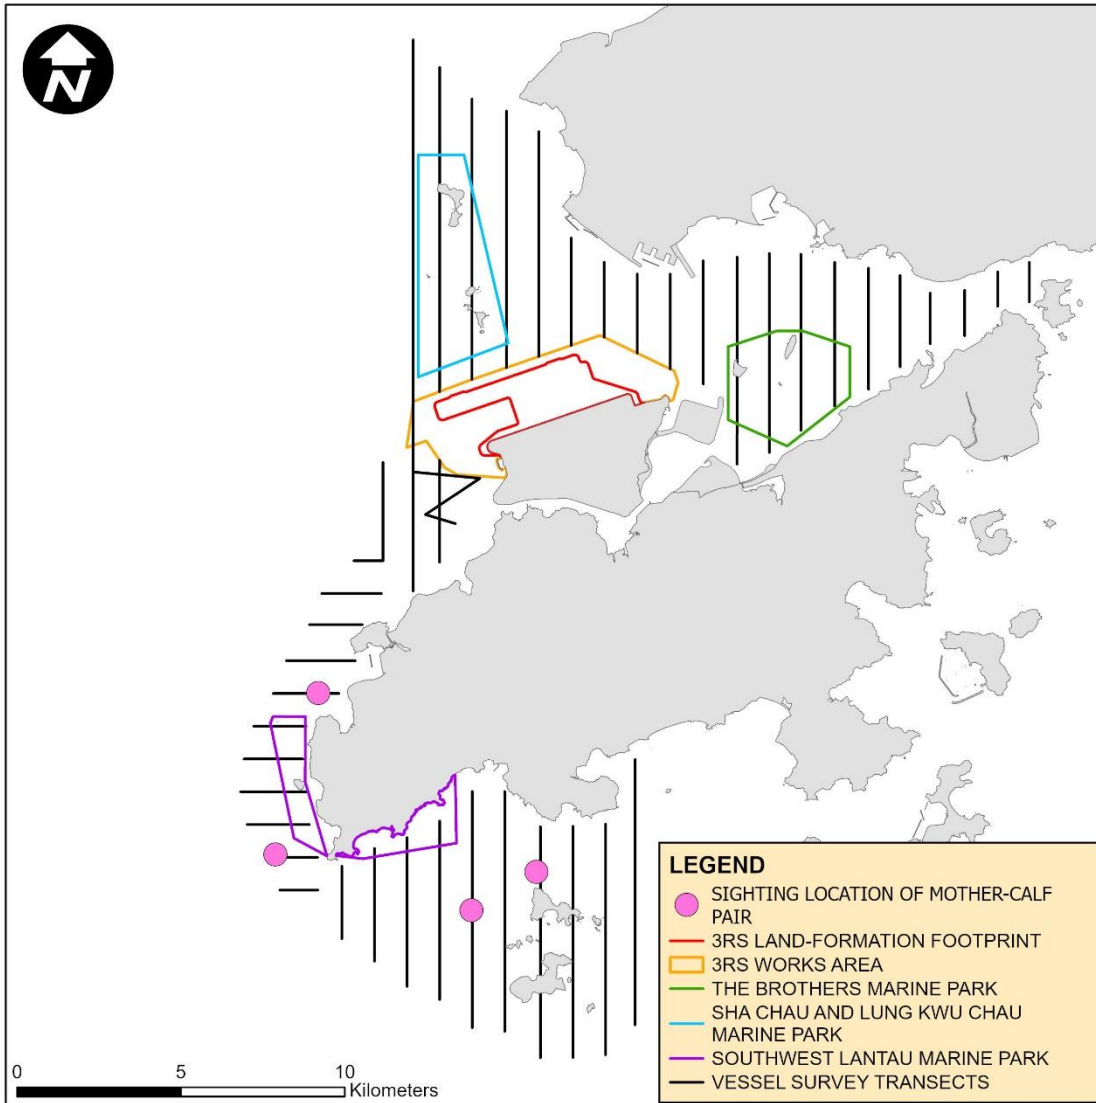 N
LEGEND
SIGHTING LOCATION OF MOTHER-CALF
PAIR
3RS LAND-FORMATION FOOTPRINT
3RS WORKS AREA
THE BROTHERS MARINE PARK
SHA CHAU AND LUNG KWU CHAU
MARINE PARK
SOUTHWEST LANTAU MARINE PARK
VESSEL SURVEY TRANSECTS
0 5 10
Kilometers